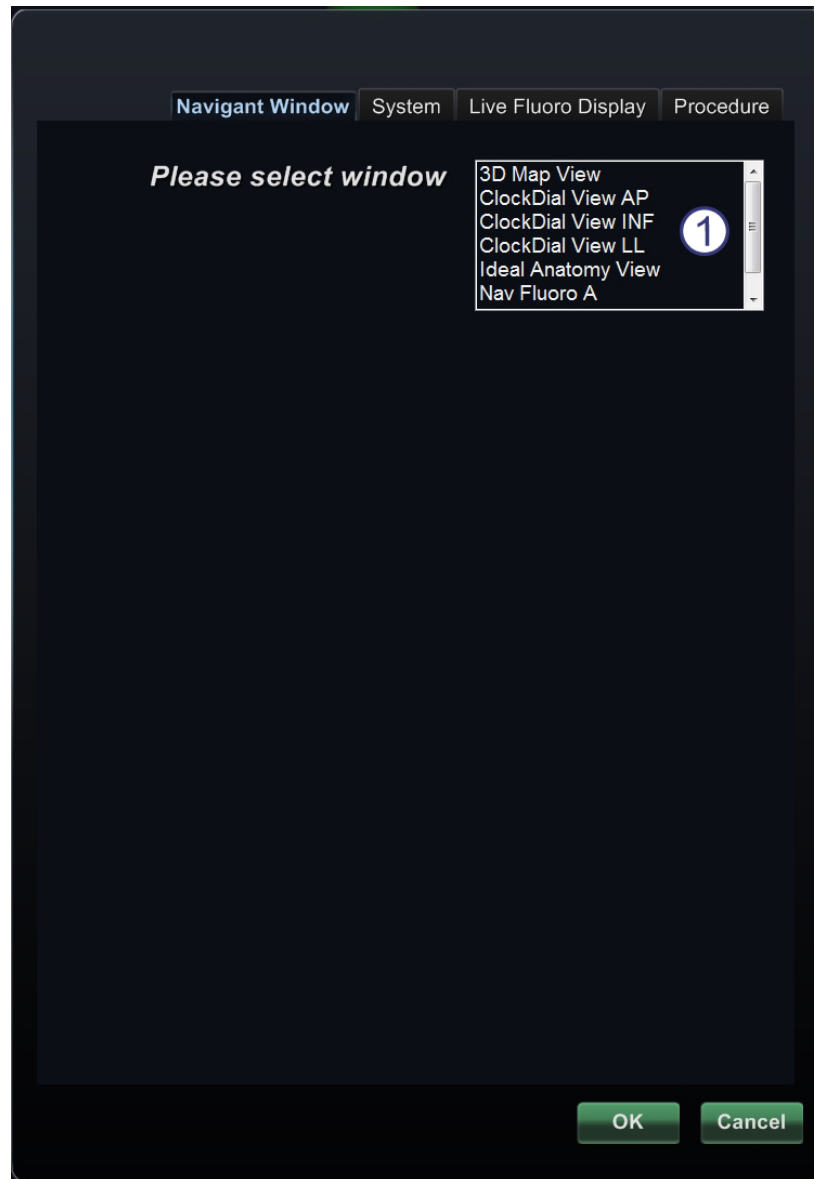 Navigant Window System Live Fluoro Display Procedure
Please select window
3D Map View
ClockDial View AP
ClockDial View INF
ClockDial View LL
Ideal Anatomy View
Nav Fluoro A
1
OK Cancel